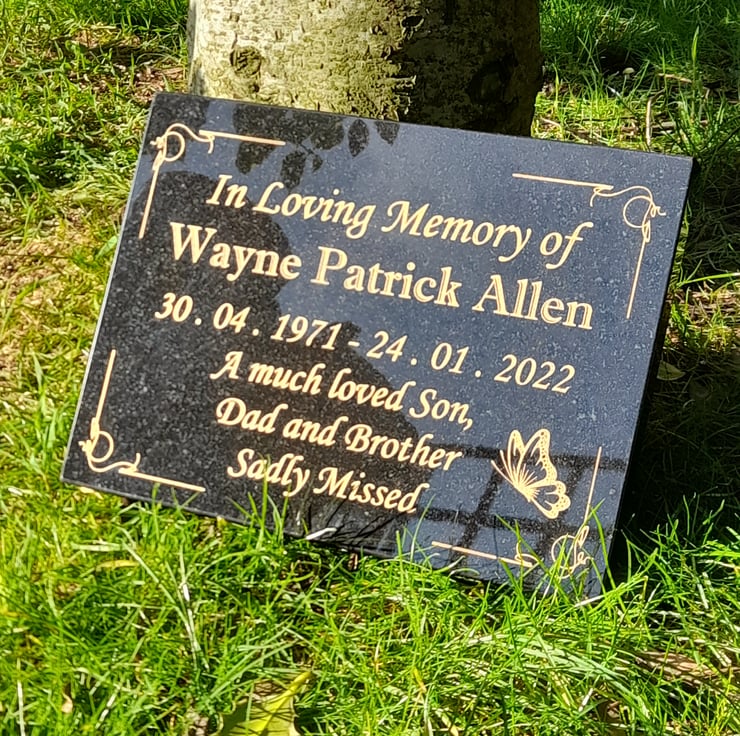 In Loving Memory of
Wayne Patrick Allen
30 . 04 . 1971 - 24 . 01 . 2022
A much loved Son,
Dad and Brother
Sadly Missed